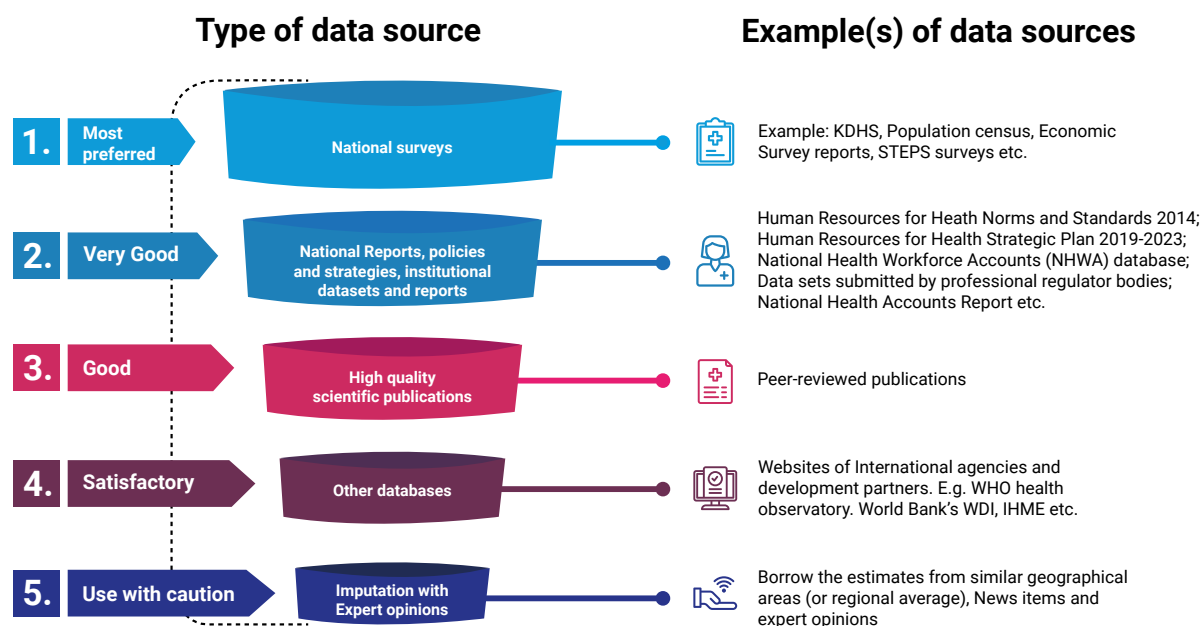 Type of data source
Example(s) of data sources
1.
Most
preferred
National surveys
Example: KDHS, Population census, Economic
Survey reports, STEPS surveys etc.
2.
Very Good
National Reports, policies
and strategies, institutional
datasets and reports
Human Resources for Heath Norms and Standards 2014;
Human Resources for Health Strategic Plan 2019-2023;
National Health Workforce Accounts (NHWA) database;
Data sets submitted by professional regulator bodies;
National Health Accounts Report etc.
3.
Good
High quality
scientific publications
Peer-reviewed publications
4.
Satisfactory
Other databases
Websites of International agencies and
development partners. E.g. WHO health
observatory. World Bank's WDI, IHME etc.
5.
Use with caution
Imputation with
Expert opinions
Borrow the estimates from similar geographical
areas (or regional average), News items and
expert opinions